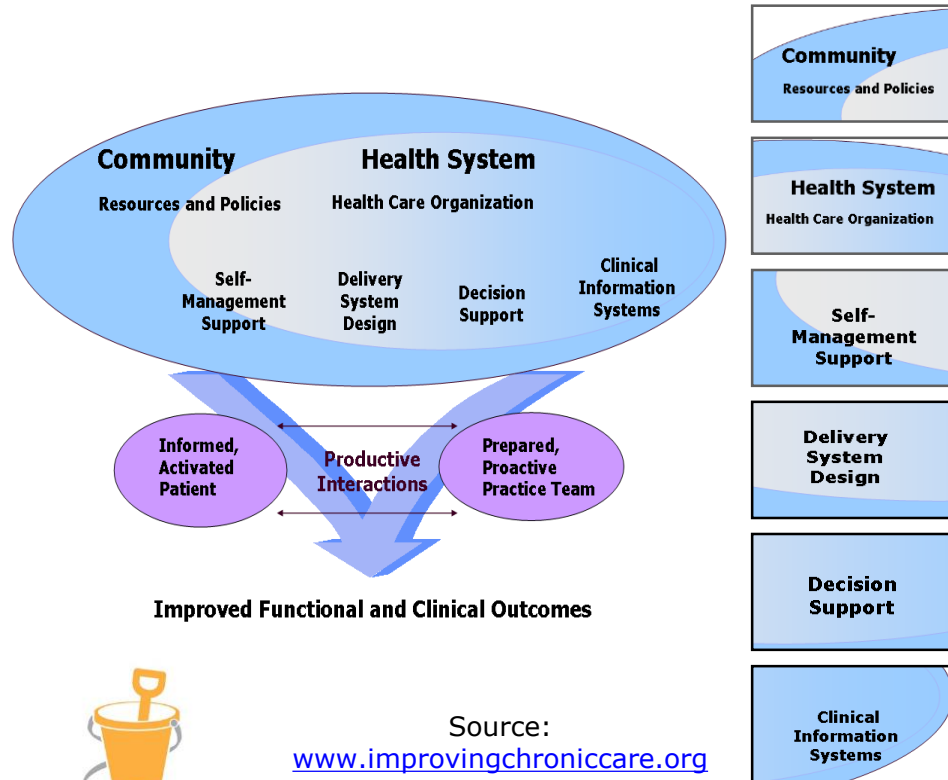 Community
Resources and Policies
Health System
Health Care Organization
Self-
Management
Support
Delivery
System
Design
Decision
Support
Clinical
Information
Systems
Informed,
Activated
Patient
Productive
Interactions
Prepared,
Proactive
Practice Team
Improved Functional and Clinical Outcomes
Source:
www.improvingchroniccare.org
Community
Resources and Policies
Health System
Health Care Organization
Self-
Management
Support
Delivery
System
Design
Decision
Support
Clinical
Information
Systems